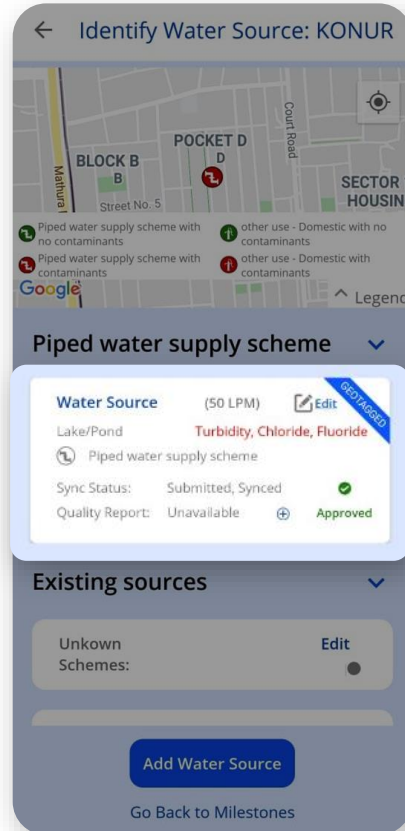 Identify Water Source: KONUR
Court Road
POCKET D
D
BLOCK B
B
Mathura
Street No. 5
SECTOR
HOUSIN
Piped water supply scheme with
no contaminants
other use - Domestic with no
contaminants
Piped water supply scheme with
contaminants
other use - Domestic with
contaminants
Google
Legend
Piped water supply scheme
Water Source (50 LPM) Edit
GEOTAGGED
Lake/Pond Turbidity, Chloride, Fluoride
Piped water supply scheme
Sync Status: Submitted, Synced
Quality Report: Unavailable Approved
Existing sources
Unkown Edit
Schemes:
Add Water Source
Go Back to Milestones